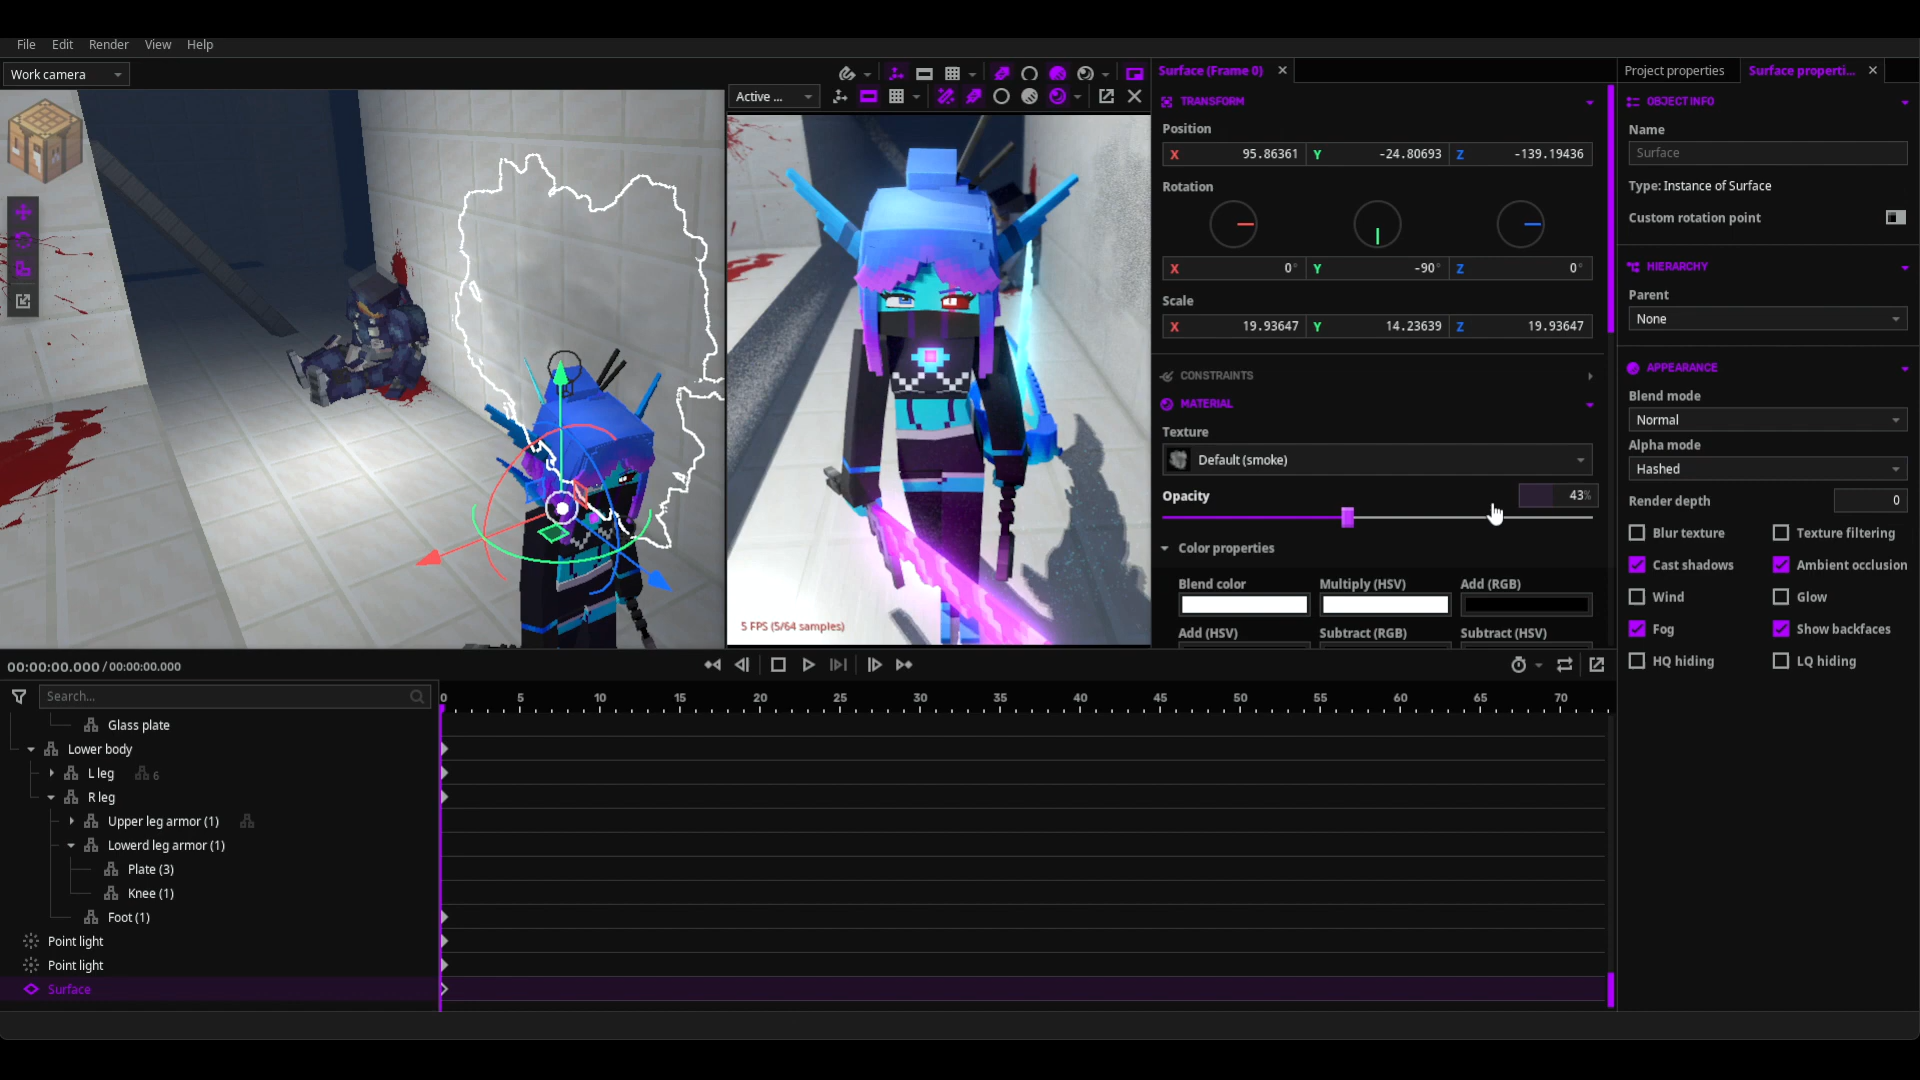 File Edit Render View Help
Work camera
Active ...
Surface (Frame 0)
Project properties
Surface properti...
TRANSFORM
Position
X 95.86361 Y -24.80693 Z -139.19436
Rotation
X 0° Y -90° Z 0°
Scale
X 19.93647 Y 14.23639 Z 19.93647
CONSTRAINTS
MATERIAL
Texture
Default (smoke)
Opacity
43%
Color properties
Blend color Multiply (HSV) Add (RGB)
Add (HSV) Subtract (RGB) Subtract (HSV)
OBJECT INFO
Name
Surface
Type: Instance of Surface
Custom rotation point
HIERARCHY
Parent
None
APPEARANCE
Blend mode
Normal
Alpha mode
Hashed
Render depth 0
Blur texture Texture filtering
Cast shadows Ambient occlusion
Wind Glow
Fog Show backfaces
HQ hiding LQ hiding
5 FPS (5/64 samples)
00:00:00.000 / 00:00:00.000
Search...
0 5 10 15 20 25 30 35 40 45 50 55 60 65 70
Glass plate
Lower body
L leg 6
R leg
Upper leg armor (1)
Lowerd leg armor (1)
Plate (3)
Knee (1)
Foot (1)
Point light
Point light
Surface